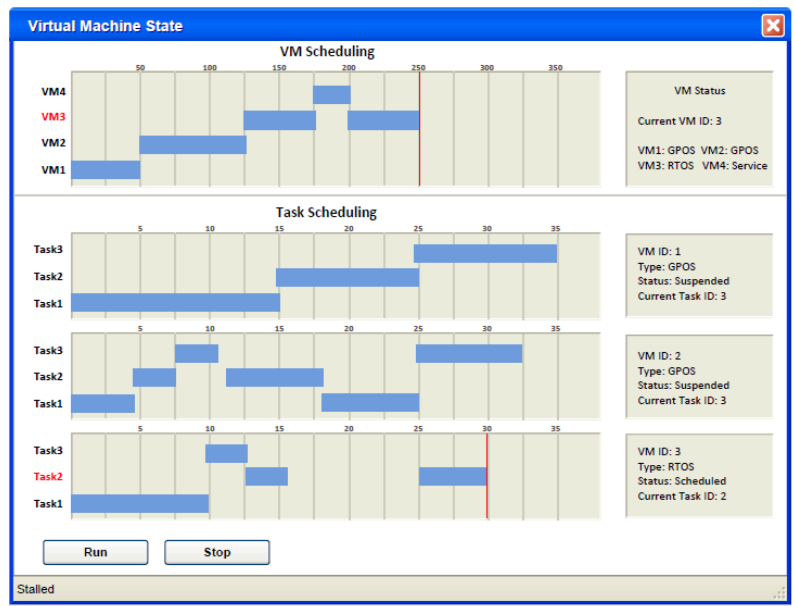 Virtual Machine State
VM Scheduling
50 100 150 200 250 300 350
VM4
VM3
VM2
VM1
VM Status
Current VM ID: 3
VM1: GPOS VM2: GPOS
VM3: RTOS VM4: Service
Task Scheduling
5 10 15 20 25 30 35
Task3
Task2
Task1
VM ID: 1
Type: GPOS
Status: Suspended
Current Task ID: 3
5 10 15 20 25 30 35
Task3
Task2
Task1
VM ID: 2
Type: GPOS
Status: Suspended
Current Task ID: 3
5 10 15 20 25 30 35
Task3
Task2
Task1
VM ID: 3
Type: RTOS
Status: Scheduled
Current Task ID: 2
Run Stop
Stalled